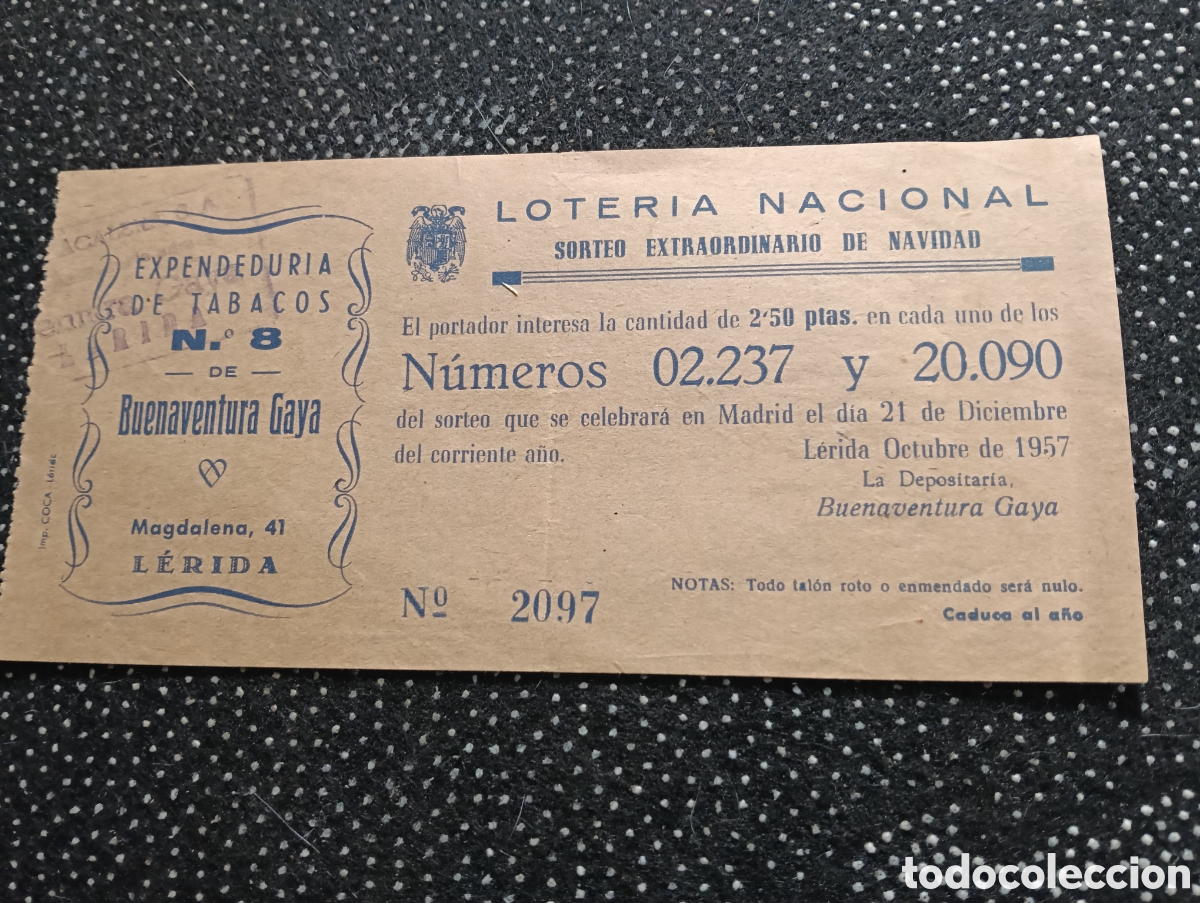 EXPENDEDURIA
DE TABACOS
N.º 8
— DE —
Buenaventura Gaya
Magdalena, 41
LÉRIDA
Imp. COCA - Lérida
LOTERIA NACIONAL
SORTEO EXTRAORDINARIO DE NAVIDAD
El portador interesa la cantidad de 2'50 ptas. en cada uno de los
Números 02.237 y 20.090
del sorteo que se celebrará en Madrid el día 21 de Diciembre
del corriente año.
Lérida Octubre de 1957
La Depositaria,
Buenaventura Gaya
Nº 2097
NOTAS: Todo talón roto o enmendado será nulo.
Caduca al año
todocoleccion